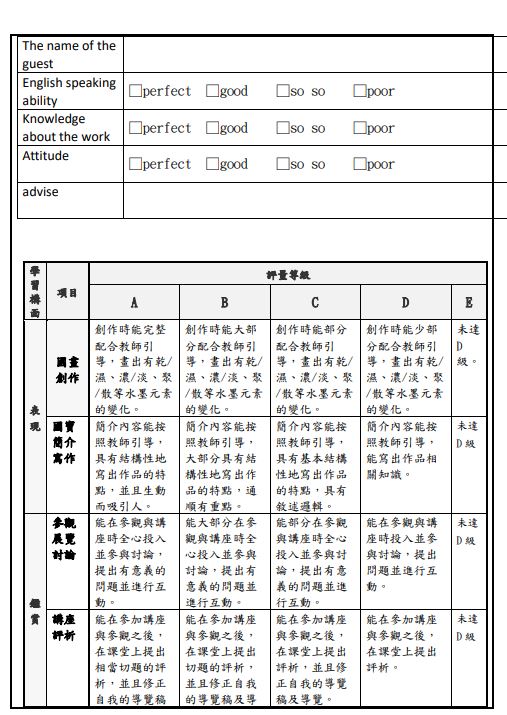 The name of the
guest
English speaking
ability
□perfect □good □so so □poor
Knowledge
about the work
□perfect □good □so so □poor
Attitude
□perfect □good □so so □poor
advise
學
習
構
面
項目
評量等級
A B C D E
表
現
國畫
創作
創作時能完整
配合教師引
導，畫出有乾/
濕、濃/淡、聚
/散等水墨元素
的變化。
創作時能大部
分配合教師引
導，畫出有乾/
濕、濃/淡、聚
/散等水墨元素
的變化。
創作時能部分
配合教師引
導，畫出有乾/
濕、濃/淡、聚
/散等水墨元素
的變化。
創作時能少部
分配合教師引
導，畫出有乾/
濕、濃/淡、聚
/散等水墨元素
的變化。
未達
D
級。
國寶
簡介
寫作
簡介內容能按
照教師引導，
具有結構性地
寫出作品的特
點，並且生動
而吸引人。
簡介內容能按
照教師引導，
大部分具有結
構性地寫出作
品的特點，通
順有重點。
簡介內容能按
照教師引導，
具有基本結構
性地寫出作品
的特點，具有
敘述邏輯。
簡介內容能按
照教師引導，
能寫出作品相
關知識。
未達
D 級
鑑
賞
參觀
展覽
討論
能在參觀與講
座時全心投入
並參與討論，
提出有意義的
問題並進行互
動。
能大部分在參
觀與講座時全
心投入並參與
討論，提出有
意義的問題並
進行互動。
能部分在參觀
與講座時全心
投入並參與討
論，提出有意
義的問題並進
行互動。
能在參觀與講
座時投入並參
與討論，提出
問題並進行互
動。
未達
D 級
講座
評析
能在參加講座
與參觀之後，
在課堂上提出
相當切題的評
析，並且修正
自我的導覽稿
能在參加講座
與參觀之後，
在課堂上提出
切題的評析，
並且修正自我
的導覽稿及導
能在參加講座
與參觀之後，
在課堂上提出
評析，並且修
正自我的導覽
稿及導覽。
能在參加講座
與參觀之後，
在課堂上提出
評析。
未達
D 級